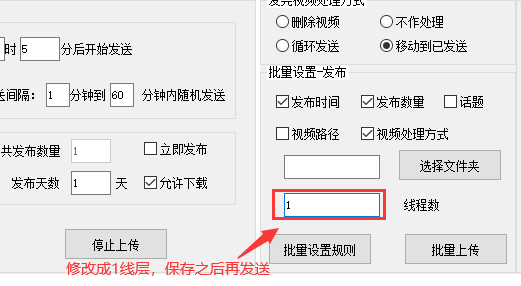 发完视频处理方式
删除视频 不作处理
时 5 分后开始发送
循环发送 移动到已发送
批量设置-发布
送间隔: 1 分钟到 60 分钟内随机发送
发布时间 发布数量 话题
视频路径 视频处理方式
共发布数量 1 立即发布
选择文件夹
发布天数 1 天 允许下载
1 线程数
停止上传 批量设置规则 批量上传
修改成1线层，保存之后再发送